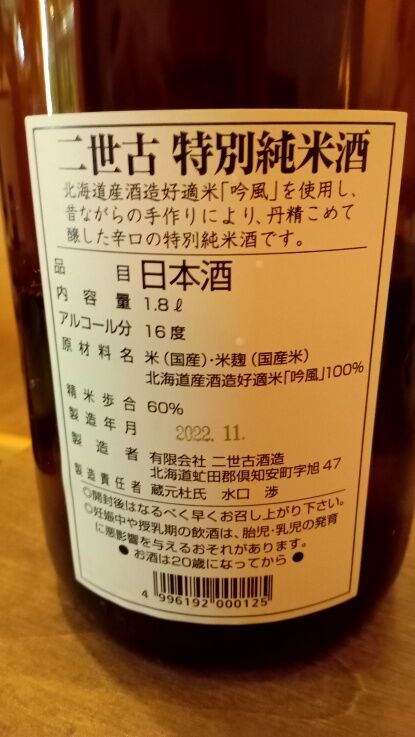 二世古 特別純米酒
北海道産酒造好適米「吟風」を使用し、
昔ながらの手作りにより、丹精こめて
醸した辛口の特別純米酒です。
品目 日本酒
内容量 1.8ℓ
アルコール分 16度
原材料名 米(国産)・米麹(国産米)
北海道産酒造好適米「吟風」100%
精米歩合 60%
製造年月 2022.11.
製造者 有限会社 二世古酒造
北海道虻田郡倶知安町字旭47
製造責任者 蔵元杜氏 水口 渉
○開封後はなるべく早くお召し上がり下さい。
○妊娠中や授乳期の飲酒は、胎児・乳児の発育
に悪影響を与えるおそれがあります。
● お酒は20歳になってから ●
4 996192 000125